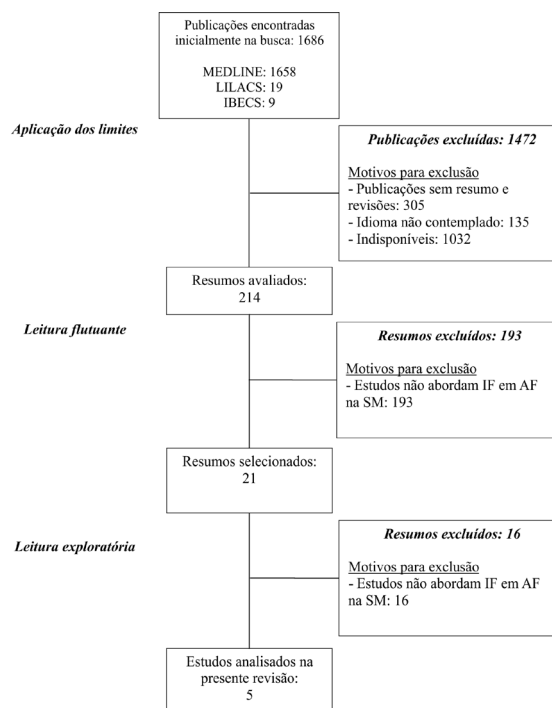 Publicações encontradas
inicialmente na busca: 1686
MEDLINE: 1658
LILACS: 19
IBECS: 9
Aplicação dos limites
Publicações excluídas: 1472
Motivos para exclusão
- Publicações sem resumo e
revisões: 305
- Idioma não contemplado: 135
- Indisponíveis: 1032
Resumos avaliados:
214
Leitura flutuante
Resumos excluídos: 193
Motivos para exclusão
- Estudos não abordam IF em AF
na SM: 193
Resumos selecionados:
21
Leitura exploratória
Resumos excluídos: 16
Motivos para exclusão
- Estudos não abordam IF em AF
na SM: 16
Estudos analisados na
presente revisão:
5